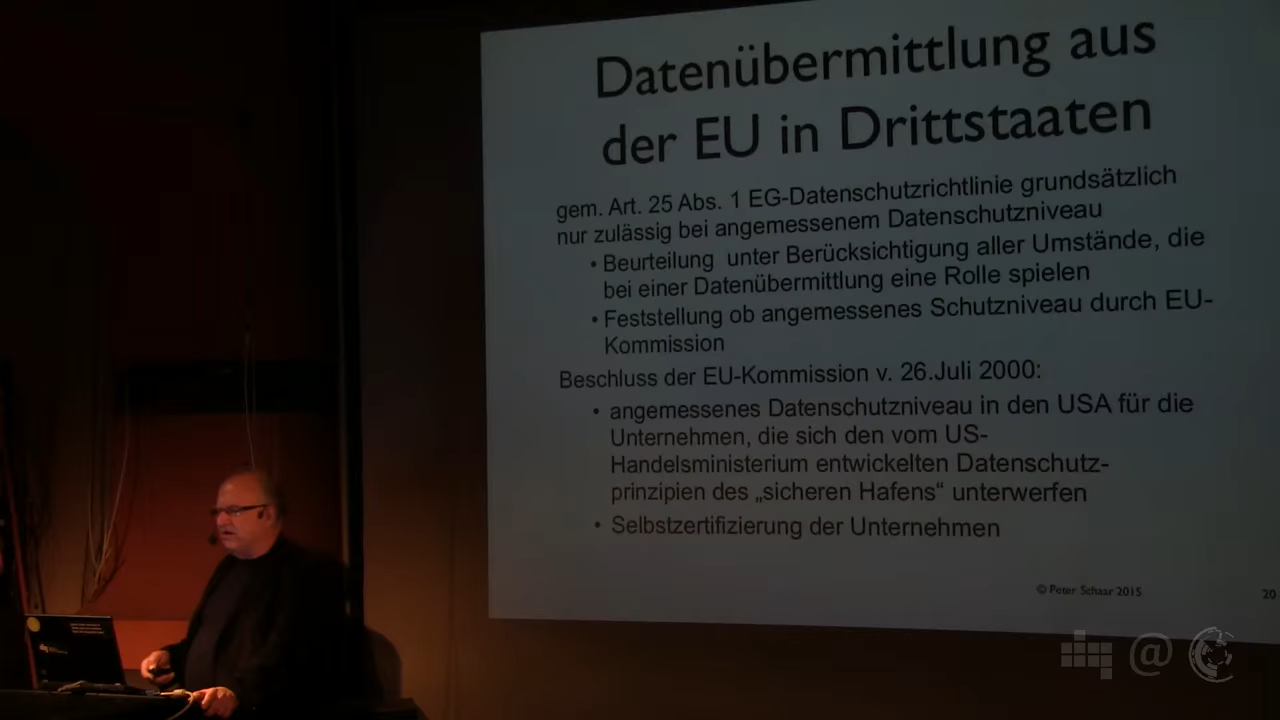 Datenübermittlung aus
der EU in Drittstaaten
gem. Art. 25 Abs. 1 EG-Datenschutzrichtlinie grundsätzlich
nur zulässig bei angemessenem Datenschutzniveau
• Beurteilung unter Berücksichtigung aller Umstände, die
bei einer Datenübermittlung eine Rolle spielen
• Feststellung ob angemessenes Schutzniveau durch EU-
Kommission
Beschluss der EU-Kommission v. 26.Juli 2000:
• angemessenes Datenschutzniveau in den USA für die
Unternehmen, die sich den vom US-
Handelsministerium entwickelten Datenschutz-
prinzipien des „sicheren Hafens“ unterwerfen
• Selbstzertifizierung der Unternehmen
© Peter Schaar 2015
20
@